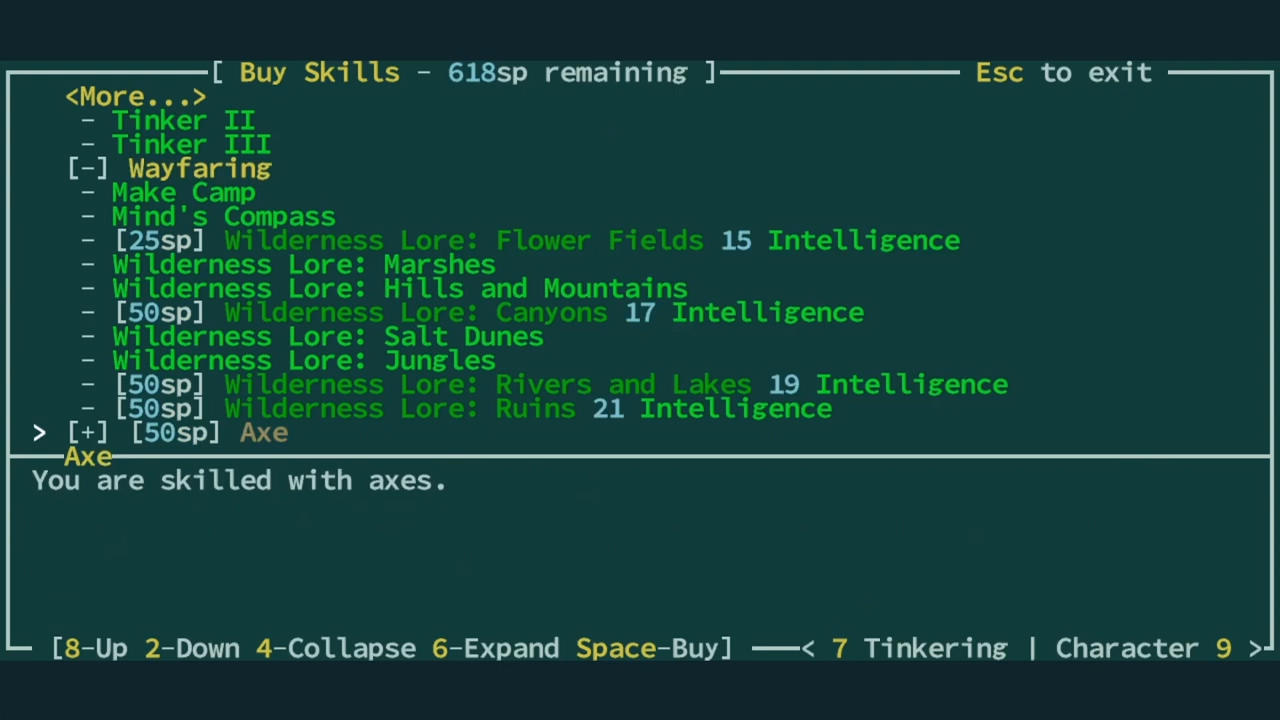 [ Buy Skills - 618sp remaining ] Esc to exit
<More...>
- Tinker II
- Tinker III
[-] Wayfaring
- Make Camp
- Mind's Compass
- [25sp] Wilderness Lore: Flower Fields 15 Intelligence
- Wilderness Lore: Marshes
- Wilderness Lore: Hills and Mountains
- [50sp] Wilderness Lore: Canyons 17 Intelligence
- Wilderness Lore: Salt Dunes
- Wilderness Lore: Jungles
- [50sp] Wilderness Lore: Rivers and Lakes 19 Intelligence
- [50sp] Wilderness Lore: Ruins 21 Intelligence
> [+] [50sp] Axe
Axe
You are skilled with axes.
[8-Up 2-Down 4-Collapse 6-Expand Space-Buy] < 7 Tinkering | Character 9 >